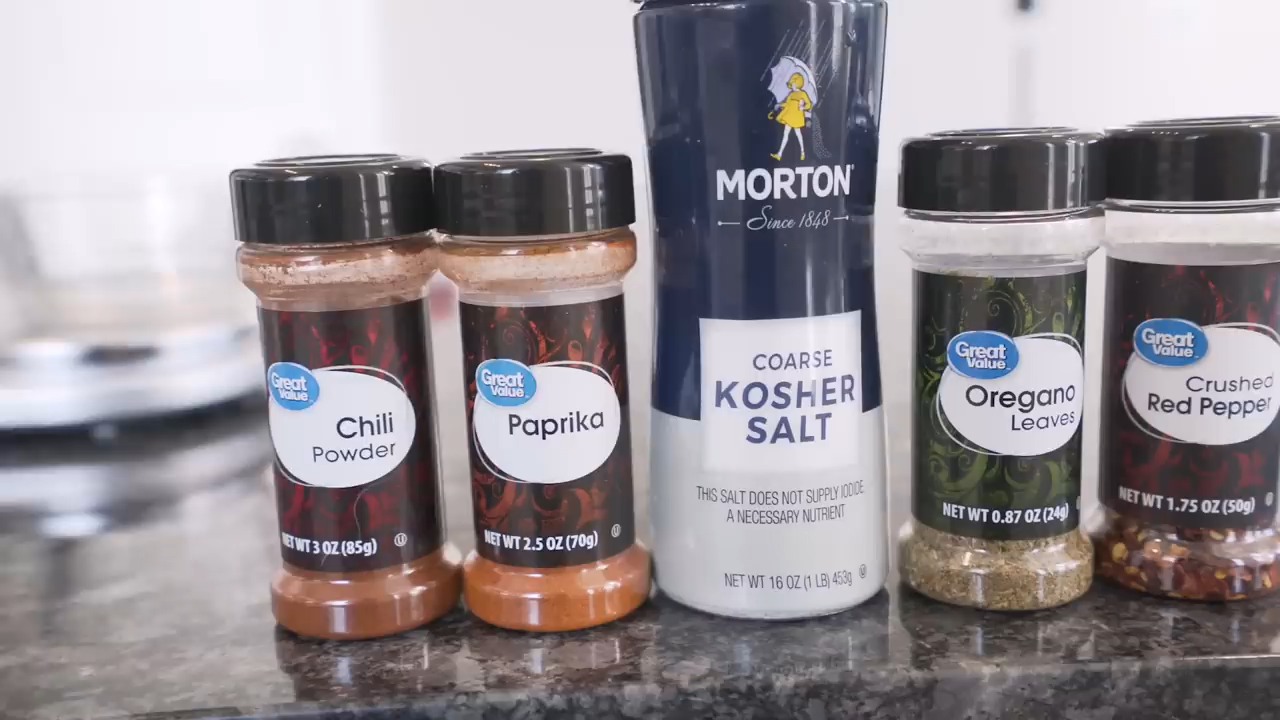 Great
Value
Chili
Powder
NET WT 3 OZ (85g)
Great
Value
Paprika
NET WT 2.5 OZ (70g)
MORTON
Since 1848
COARSE
KOSHER
SALT
THIS SALT DOES NOT SUPPLY IODIDE,
A NECESSARY NUTRIENT
NET WT 16 OZ (1 LB) 453g
Great
Value
Oregano
Leaves
NET WT 0.87 OZ (24g)
Great
Value
Crushed
Red Pepper
NET WT 1.75 OZ (50g)